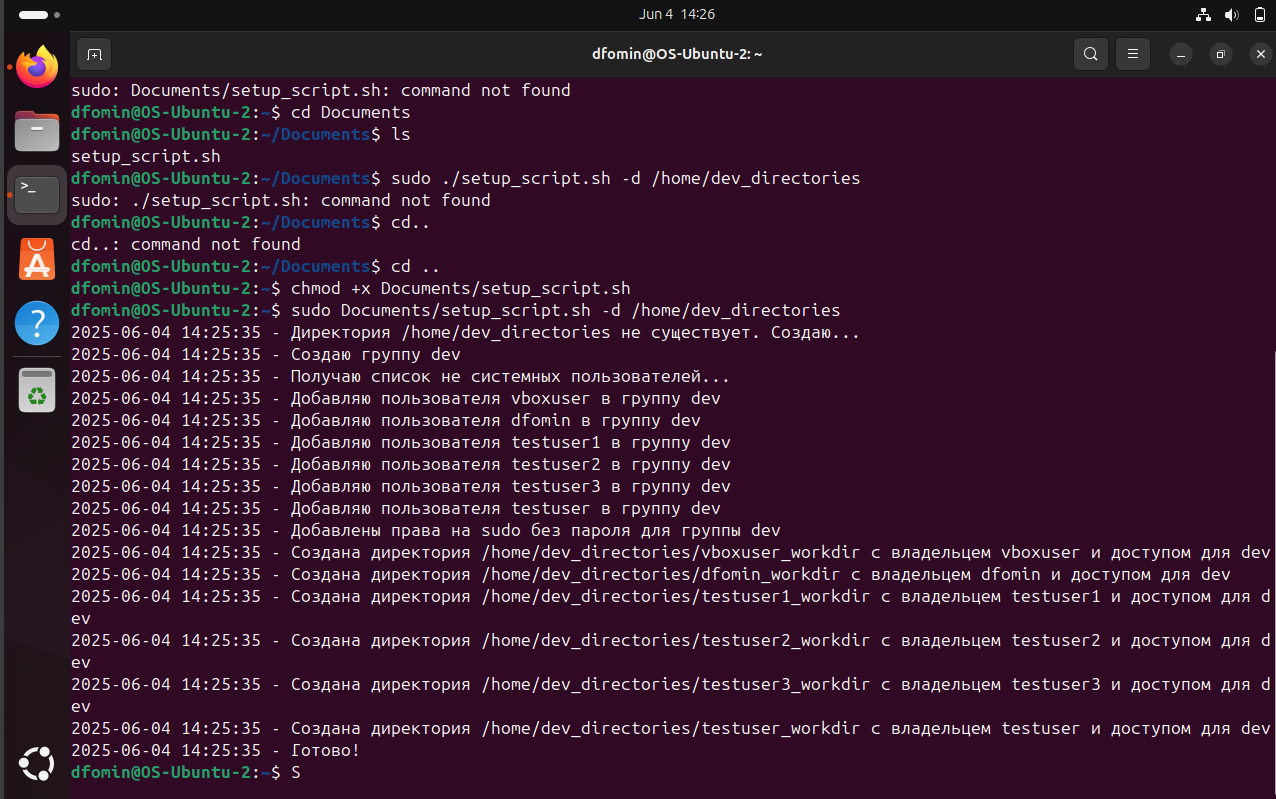 Jun 4 14:26
dfomin@OS-Ubuntu-2: ~
sudo: Documents/setup_script.sh: command not found
dfomin@OS-Ubuntu-2:~$ cd Documents
dfomin@OS-Ubuntu-2:~/Documents$ ls
setup_script.sh
dfomin@OS-Ubuntu-2:~/Documents$ sudo ./setup_script.sh -d /home/dev_directories
sudo: ./setup_script.sh: command not found
dfomin@OS-Ubuntu-2:~/Documents$ cd..
cd..: command not found
dfomin@OS-Ubuntu-2:~/Documents$ cd ..
dfomin@OS-Ubuntu-2:~$ chmod +x Documents/setup_script.sh
dfomin@OS-Ubuntu-2:~$ sudo Documents/setup_script.sh -d /home/dev_directories
2025-06-04 14:25:35 - Директория /home/dev_directories не существует. Создаю...
2025-06-04 14:25:35 - Создаю группу dev
2025-06-04 14:25:35 - Получаю список не системных пользователей...
2025-06-04 14:25:35 - Добавляю пользователя vboxuser в группу dev
2025-06-04 14:25:35 - Добавляю пользователя dfomin в группу dev
2025-06-04 14:25:35 - Добавляю пользователя testuser1 в группу dev
2025-06-04 14:25:35 - Добавляю пользователя testuser2 в группу dev
2025-06-04 14:25:35 - Добавляю пользователя testuser3 в группу dev
2025-06-04 14:25:35 - Добавляю пользователя testuser в группу dev
2025-06-04 14:25:35 - Добавлены права на sudo без пароля для группы dev
2025-06-04 14:25:35 - Создана директория /home/dev_directories/vboxuser_workdir с владельцем vboxuser и доступом для dev
2025-06-04 14:25:35 - Создана директория /home/dev_directories/dfomin_workdir с владельцем dfomin и доступом для dev
2025-06-04 14:25:35 - Создана директория /home/dev_directories/testuser1_workdir с владельцем testuser1 и доступом для d
ev
2025-06-04 14:25:35 - Создана директория /home/dev_directories/testuser2_workdir с владельцем testuser2 и доступом для d
ev
2025-06-04 14:25:35 - Создана директория /home/dev_directories/testuser3_workdir с владельцем testuser3 и доступом для d
ev
2025-06-04 14:25:35 - Создана директория /home/dev_directories/testuser_workdir с владельцем testuser и доступом для dev
2025-06-04 14:25:35 - Готово!
dfomin@OS-Ubuntu-2:~$ S